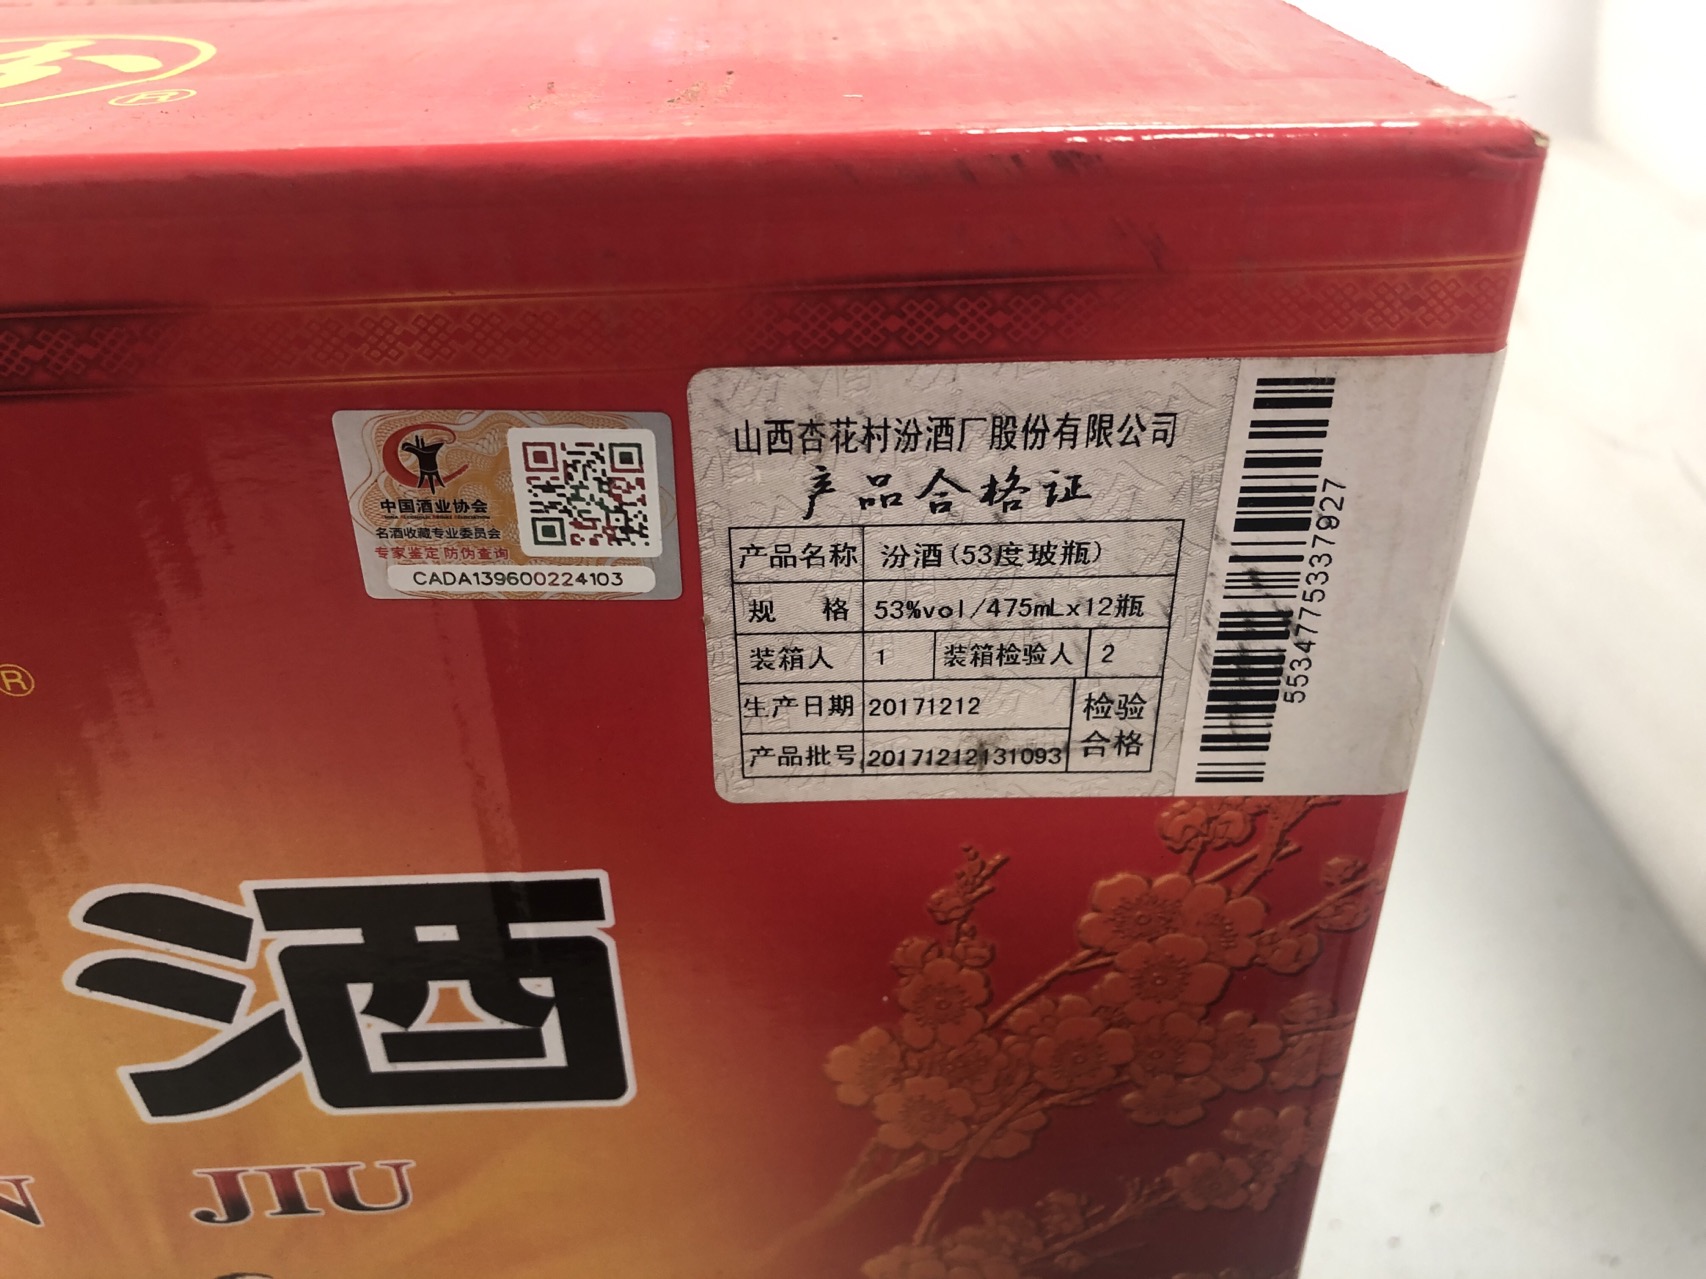 汾
®
中国酒业协会
名酒收藏专业委员会
专家鉴定 防伪查询
CADA139600224103
山西杏花村汾酒厂股份有限公司
产品合格证
产品名称 汾酒(53度玻瓶)
规 格 53%vol/475mLx12瓶
装箱人 1 装箱检验人 2
生产日期 20171212
产品批号 20171212131093
检验
合格
5534775337927
®
酒
N JIU